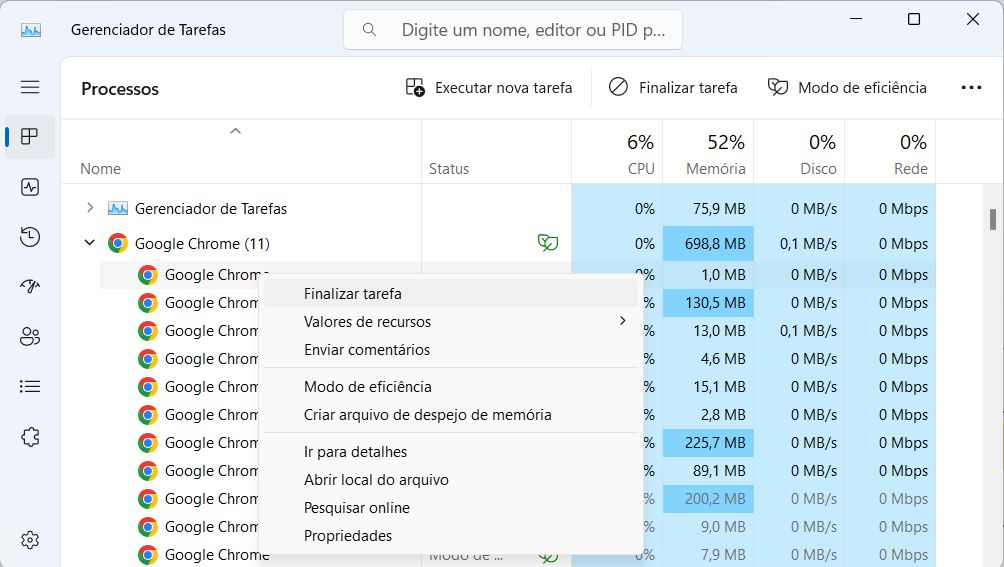 Gerenciador de Tarefas
Digite um nome, editor ou PID p...
Processos
Executar nova tarefa
Finalizar tarefa
Modo de eficiência
6% 52% 0% 0%
Nome Status CPU Memória Disco Rede
Gerenciador de Tarefas 0% 75,9 MB 0 MB/s 0 Mbps
Google Chrome (11) 0% 698,8 MB 0,1 MB/s 0 Mbps
Google Chrome 0% 1,0 MB 0 MB/s 0 Mbps
Google Chrom 130,5 MB 0 MB/s 0 Mbps
Google Chrom 13,0 MB 0,1 MB/s 0 Mbps
Google Chrom 4,6 MB 0 MB/s 0 Mbps
Google Chrom 15,1 MB 0 MB/s 0 Mbps
Google Chrom 2,8 MB 0 MB/s 0 Mbps
Google Chrom 225,7 MB 0 MB/s 0 Mbps
Google Chrom 89,1 MB 0 MB/s 0 Mbps
Google Chrom 200,2 MB 0 MB/s 0 Mbps
Google Chrom 9,0 MB 0 MB/s 0 Mbps
Google Chrome Modo de ... 0% 7,9 MB 0 MB/s 0 Mbps
Finalizar tarefa
Valores de recursos
Enviar comentários
Modo de eficiência
Criar arquivo de despejo de memória
Ir para detalhes
Abrir local do arquivo
Pesquisar online
Propriedades